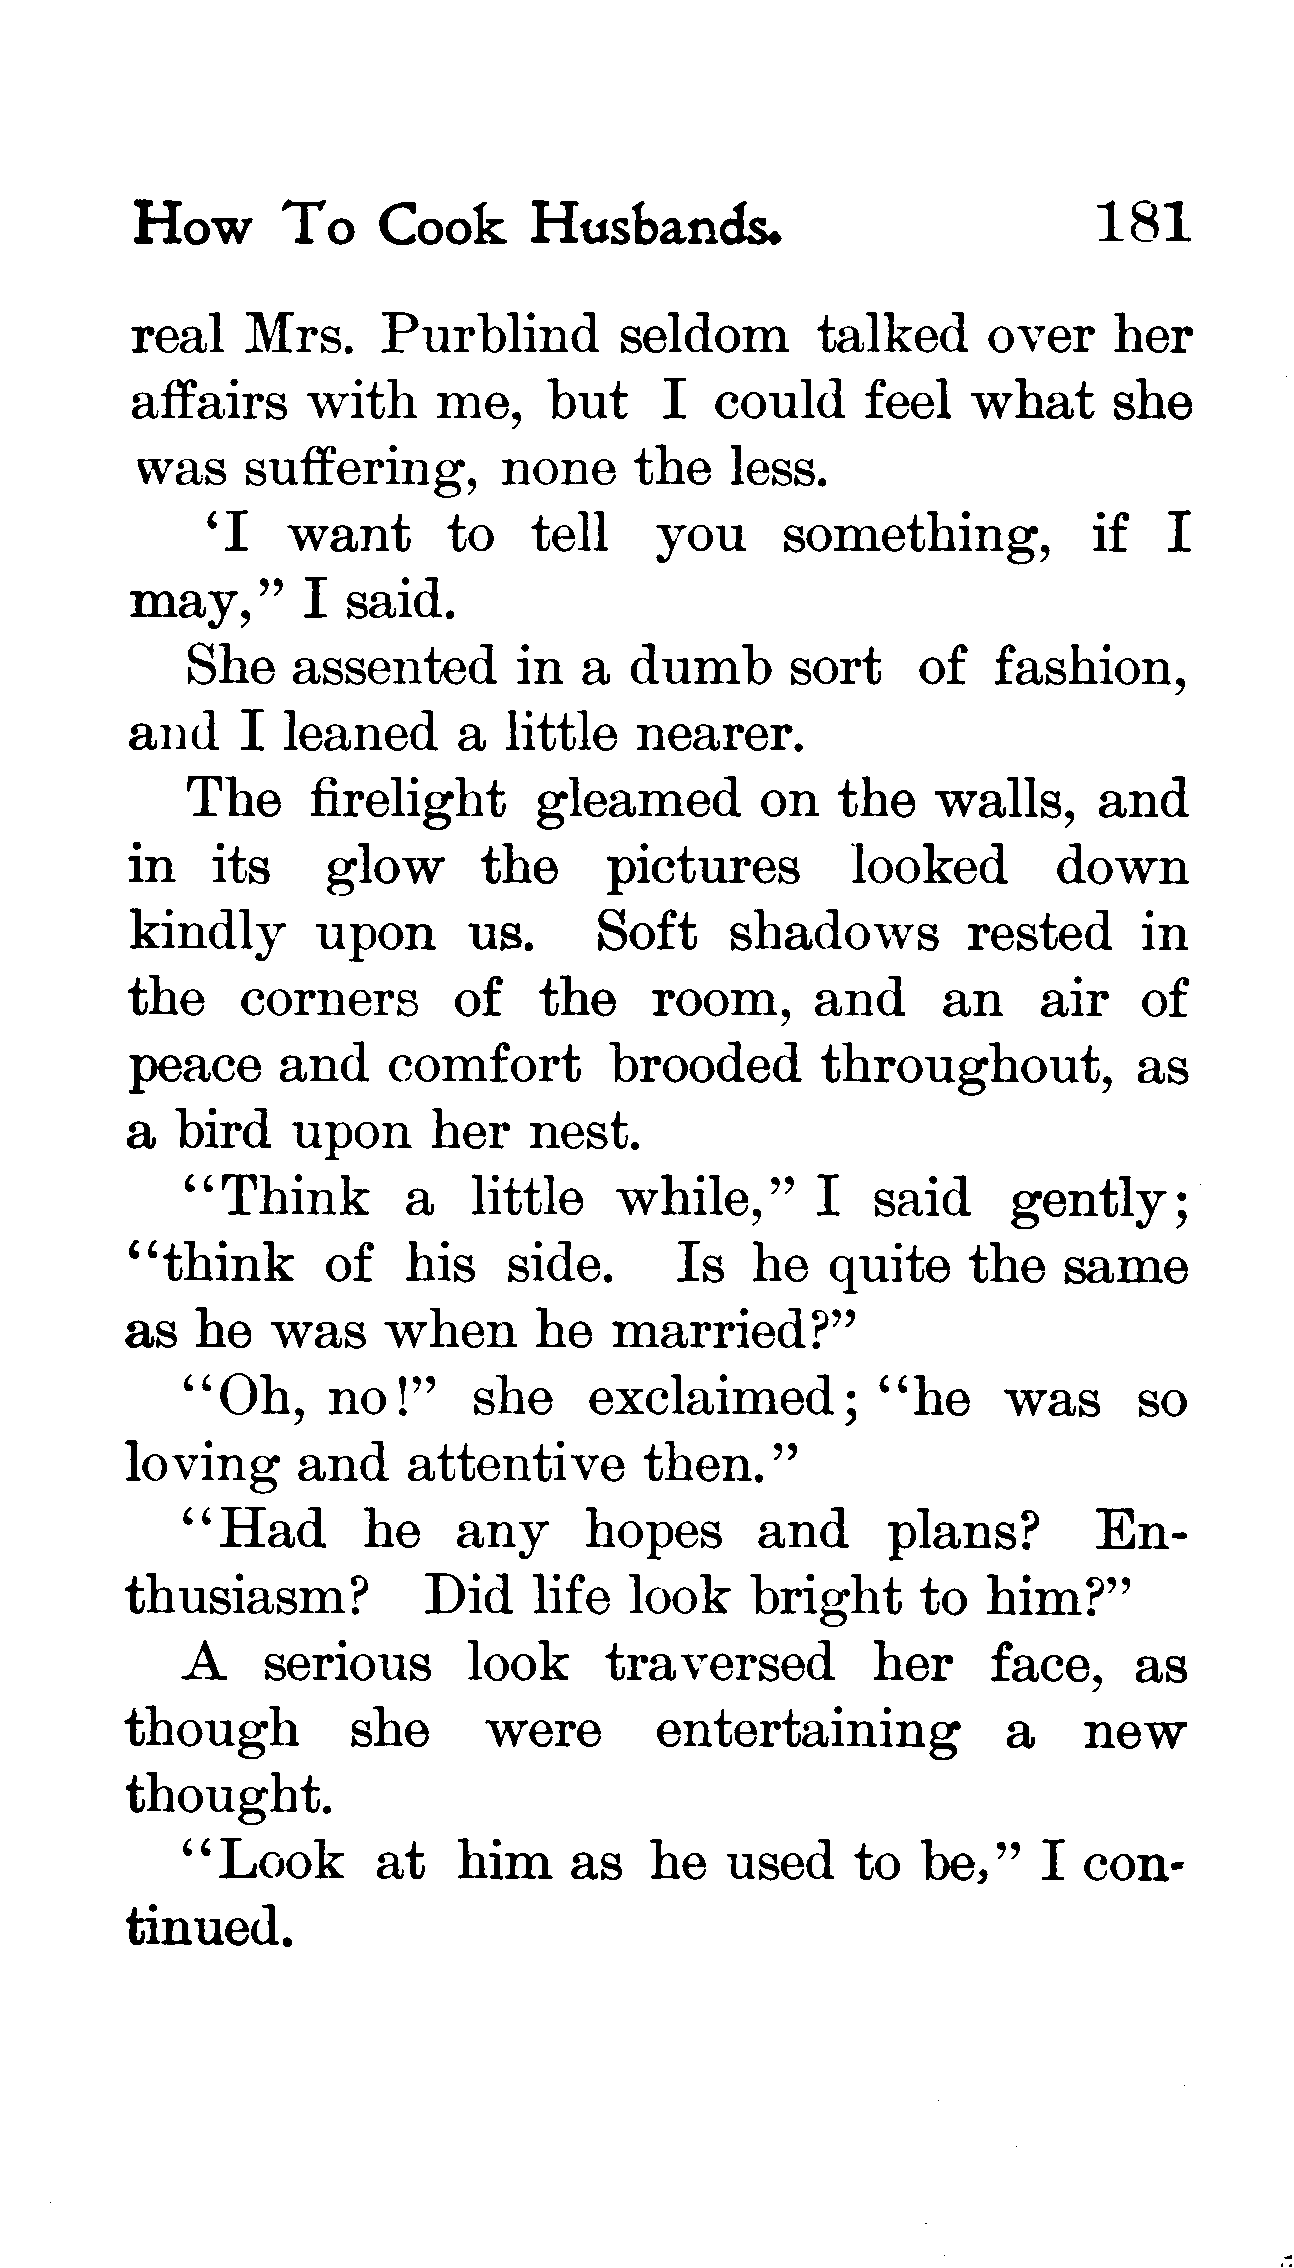 How To Cook Husbands. 181
real Mrs. Purblind seldom talked over her
affairs with me, but I could feel what she
was suffering, none the less.
‘I want to tell you something, if I
may,” I said.
She assented in a dumb sort of fashion,
and I leaned a little nearer.
The firelight gleamed on the walls, and
in its glow the pictures looked down
kindly upon us. Soft shadows rested in
the corners of the room, and an air of
peace and comfort brooded throughout, as
a bird upon her nest.
“Think a little while,” I said gently;
“think of his side. Is he quite the same
as he was when he married?”
“Oh, no!” she exclaimed; “he was so
loving and attentive then.”
“Had he any hopes and plans? En-
thusiasm? Did life look bright to him?”
A serious look traversed her face, as
though she were entertaining a new
thought.
“Look at him as he used to be,” I con-
tinued.